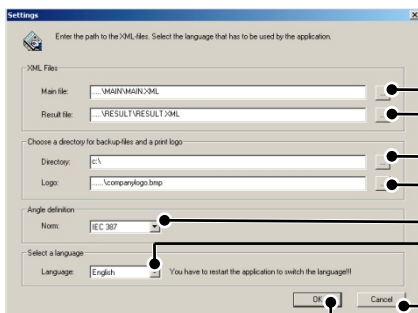 Settings
Enter the path to the XML-files. Select the language that has to be used by the application.
XML Files
Main file: ....\MAIN\MAIN.XML ...
Result file: ....\RESULT\RESULT.XML ...
Choose a directory for backup-files and a print logo
Directory: c:\ ...
Logo: .....\companylogo.bmp ...
Angle definition
Norm: IEC 387
Select a language
Language: English You have to restart the application to switch the language!!!
OK Cancel